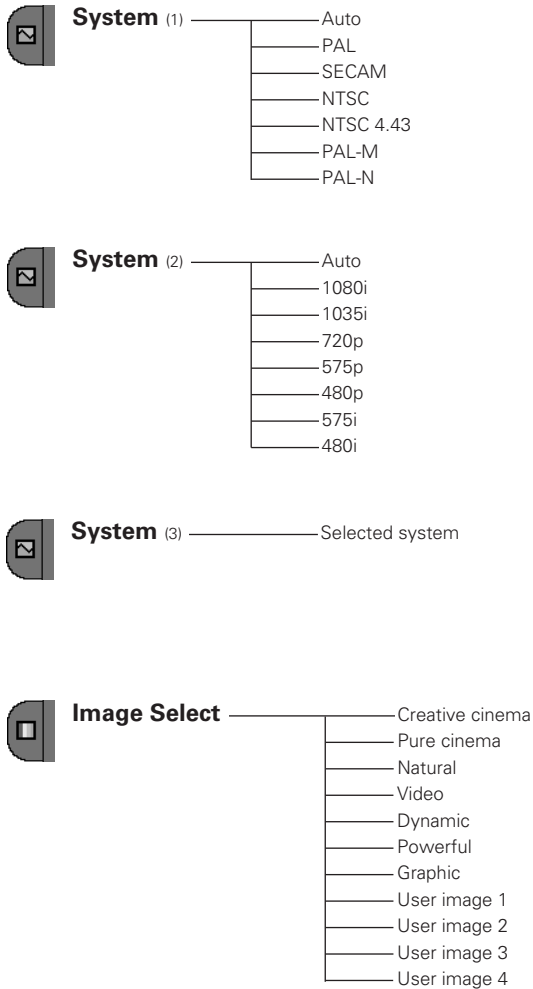 System (1)
Auto
PAL
SECAM
NTSC
NTSC 4.43
PAL-M
PAL-N
System (2)
Auto
1080i
1035i
720p
575p
480p
575i
480i
System (3)
Selected system
Image Select
Creative cinema
Pure cinema
Natural
Video
Dynamic
Powerful
Graphic
User image 1
User image 2
User image 3
User image 4